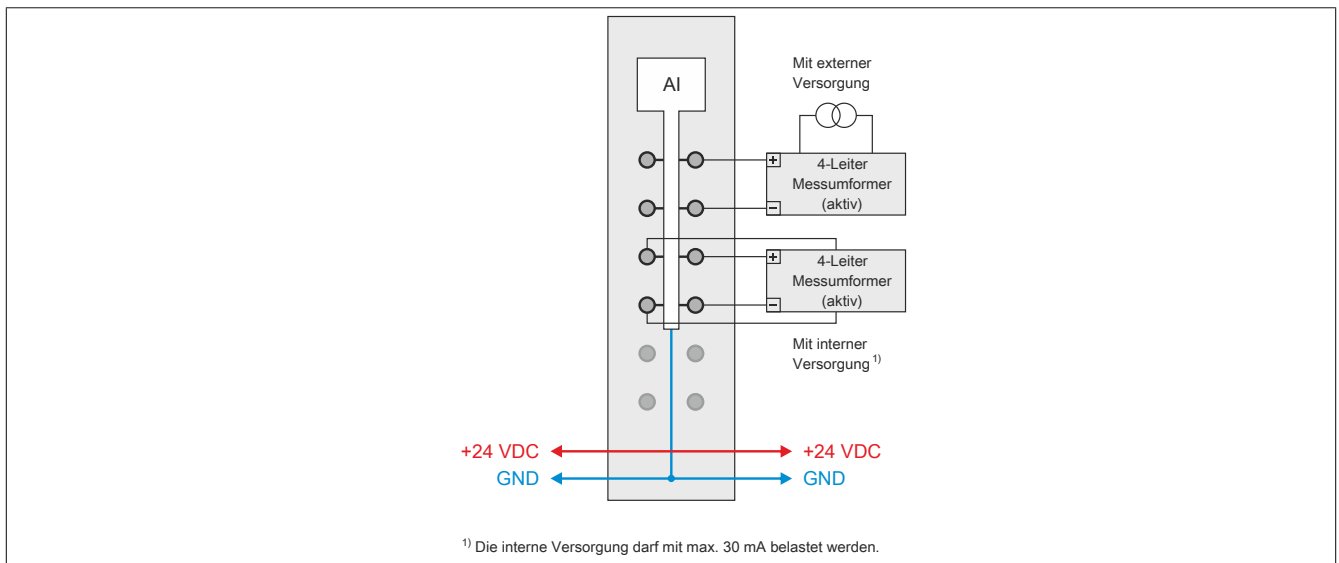 Mit externer
Versorgung
AI
+
4-Leiter
Messumformer
(aktiv)
−
+
4-Leiter
Messumformer
(aktiv)
−
Mit interner
Versorgung 1)
+24 VDC
+24 VDC
GND
GND
1) Die interne Versorgung darf mit max. 30 mA belastet werden.